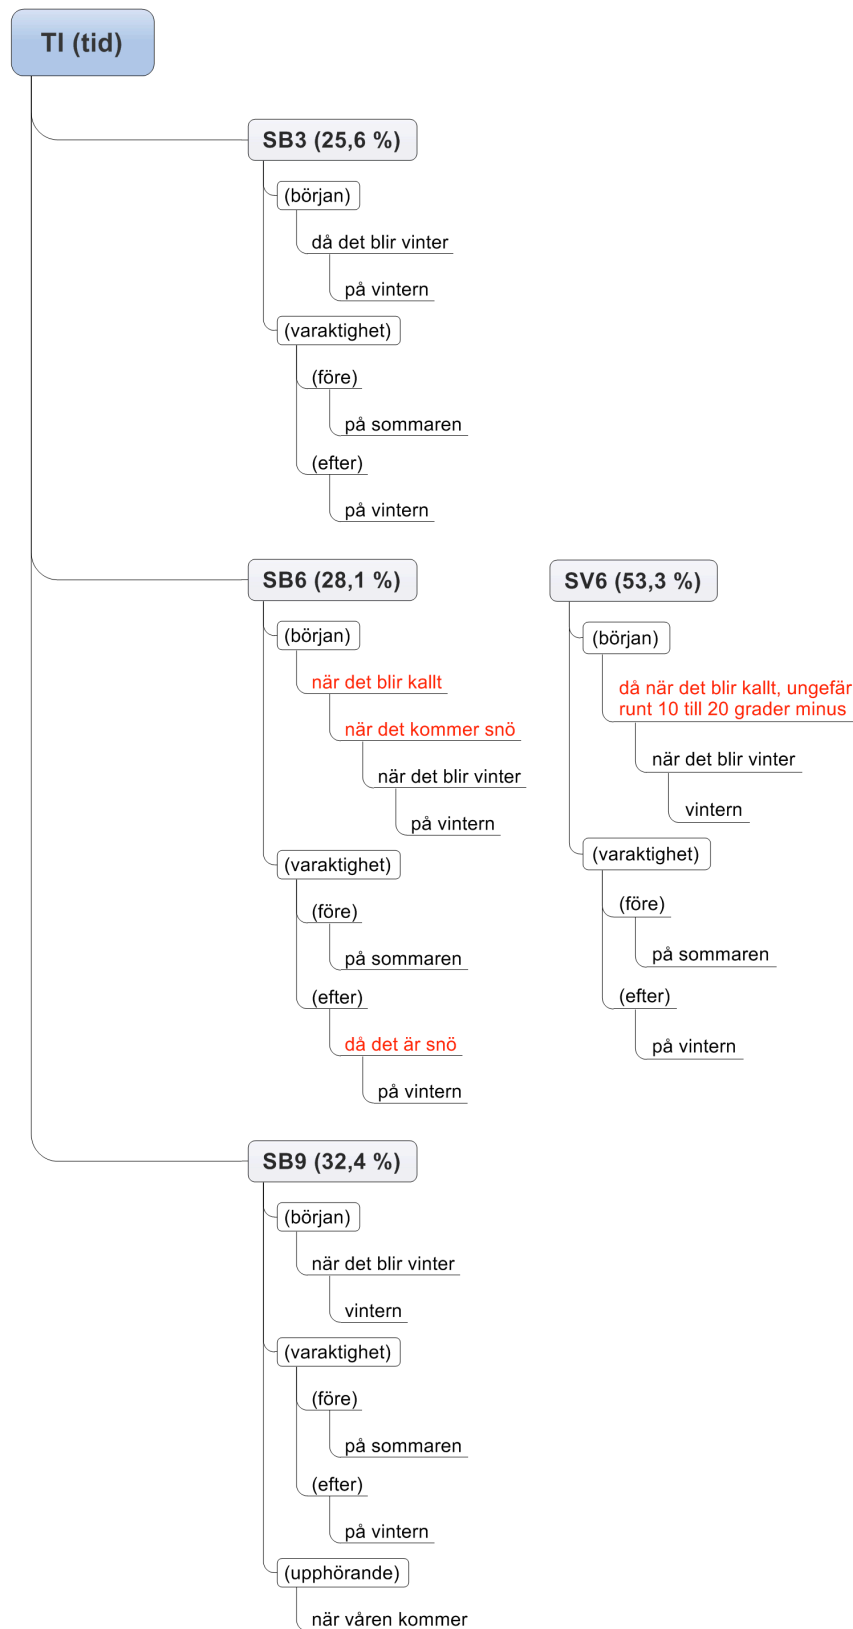 TI (tid)
SB3 (25,6 %)
(början)
då det blir vinter
på vintern
(varaktighet)
(före)
på sommaren
(efter)
på vintern
SB6 (28,1 %)
(början)
när det blir kallt
när det kommer snö
när det blir vinter
på vintern
(varaktighet)
(före)
på sommaren
(efter)
då det är snö
på vintern
SV6 (53,3 %)
(början)
då när det blir kallt, ungefär
runt 10 till 20 grader minus
när det blir vinter
vintern
(varaktighet)
(före)
på sommaren
(efter)
på vintern
SB9 (32,4 %)
(början)
när det blir vinter
vintern
(varaktighet)
(före)
på sommaren
(efter)
på vintern
(upphörande)
när våren kommer